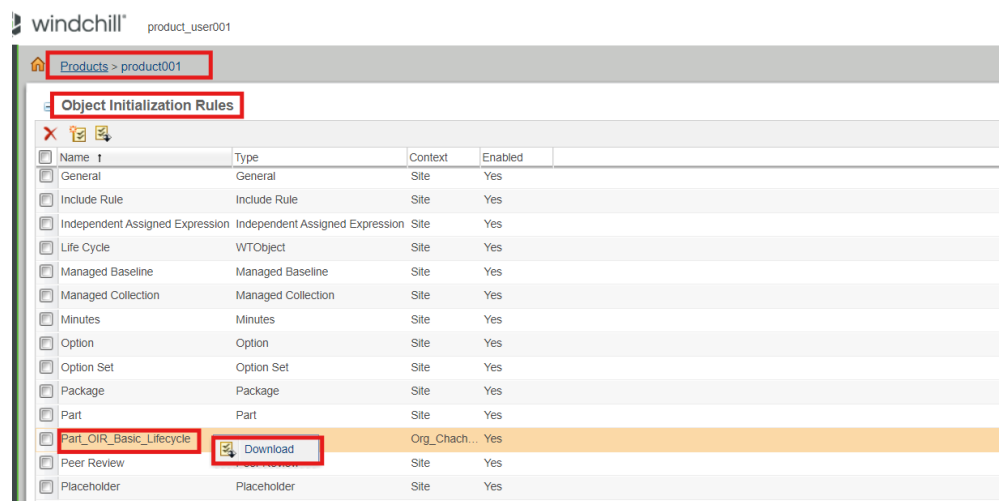 windchill® product_user001
Products > product001
Object Initialization Rules
Name Type Context Enabled
General General Site Yes
Include Rule Include Rule Site Yes
Independent Assigned Expression Independent Assigned Expression Site Yes
Life Cycle WTObject Site Yes
Managed Baseline Managed Baseline Site Yes
Managed Collection Managed Collection Site Yes
Minutes Minutes Site Yes
Option Option Site Yes
Option Set Option Set Site Yes
Package Package Site Yes
Part Part Site Yes
Part_OIR_Basic_Lifecycle Org_Chach... Yes
Download
Peer Review Peer Review Site Yes
Placeholder Placeholder Site Yes